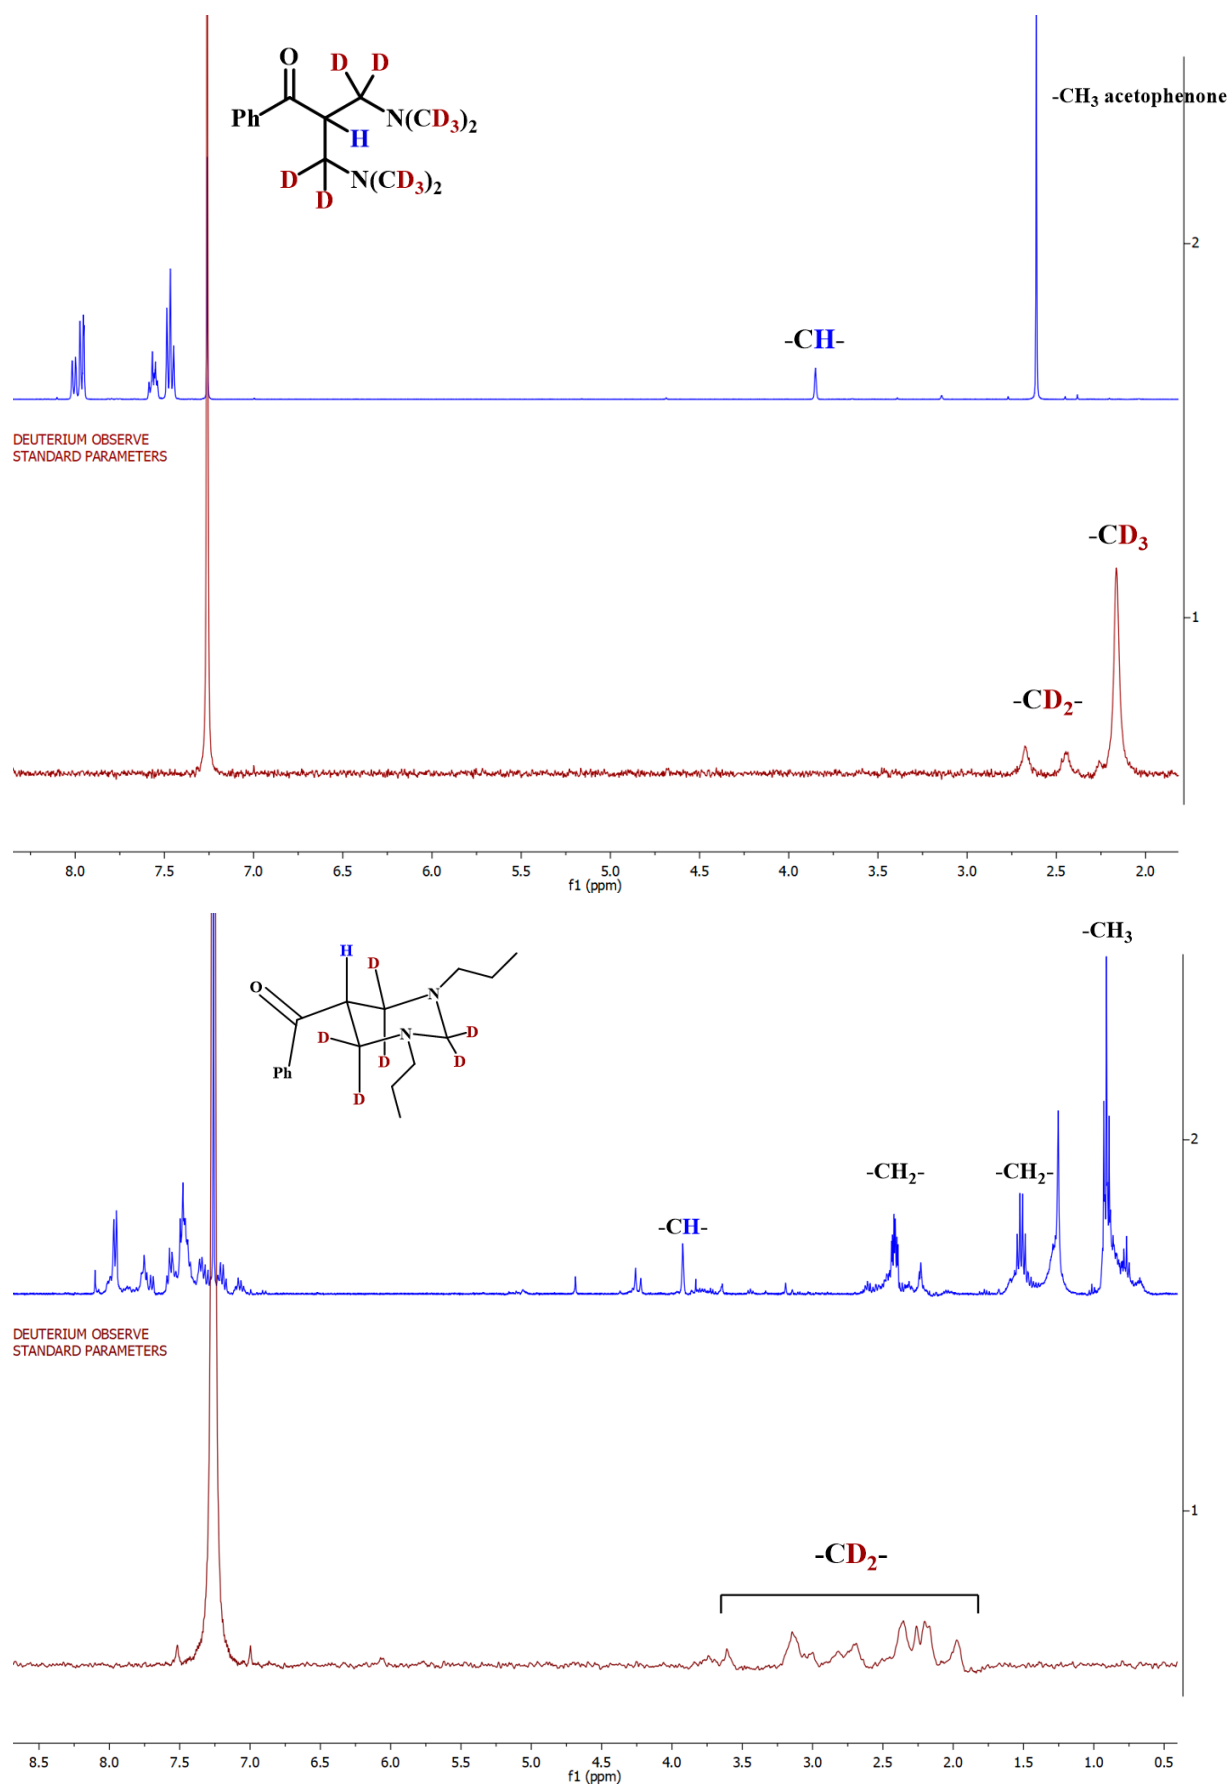 O
D D
Ph
N(CD₃)₂
H
D
N(CD₃)₂
D
-CH₃ acetophenone
2
-CH-
DEUTERIUM OBSERVE
STANDARD PARAMETERS
-CD₃
1
-CD₂-
8.0 7.5 7.0 6.5 6.0 5.5 5.0 4.5 4.0 3.5 3.0 2.5 2.0
f1 (ppm)
-CH₃
H
D
O
N
D N D
Ph D D
D
2
-CH₂- -CH₂-
-CH-
DEUTERIUM OBSERVE
STANDARD PARAMETERS
1
-CD₂-
8.5 8.0 7.5 7.0 6.5 6.0 5.5 5.0 4.5 4.0 3.5 3.0 2.5 2.0 1.5 1.0 0.5
f1 (ppm)